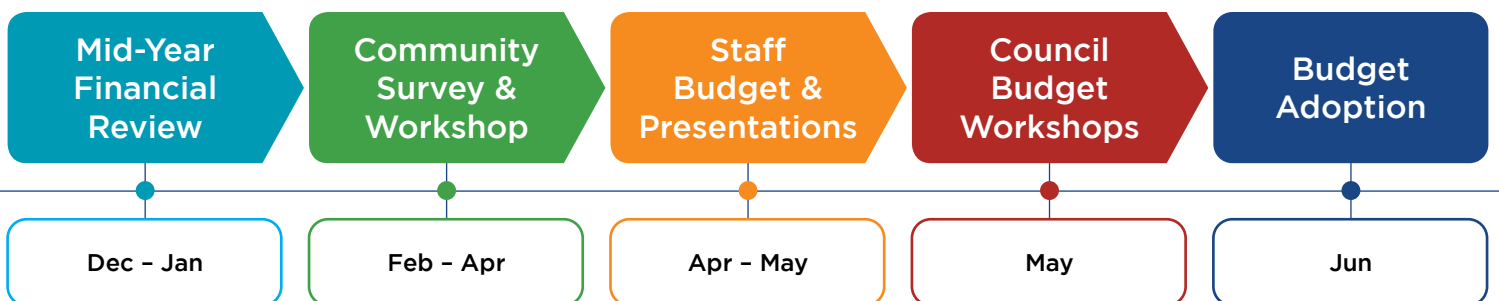 Mid-Year
Financial
Review
Community
Survey &
Workshop
Staff
Budget &
Presentations
Council
Budget
Workshops
Budget
Adoption
Dec – Jan
Feb – Apr
Apr – May
May
Jun